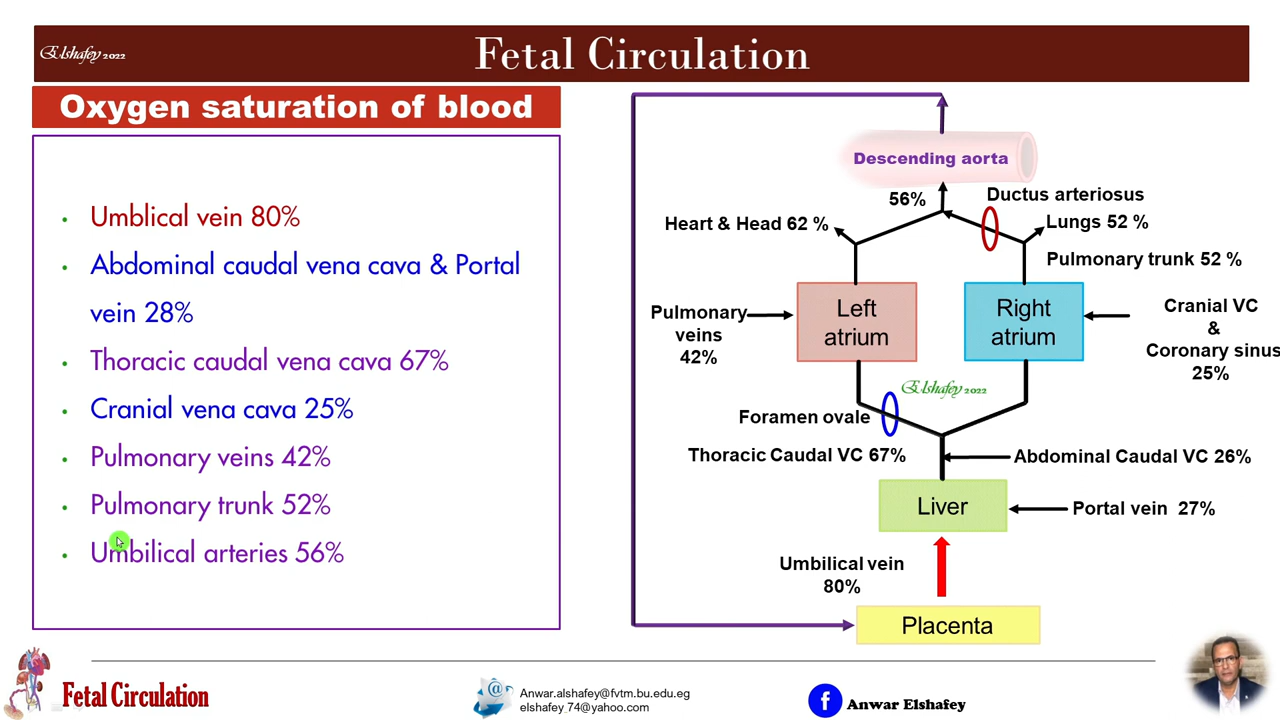 Elshafey 2022
Fetal Circulation
Oxygen saturation of blood
• Umblical vein 80%
• Abdominal caudal vena cava & Portal
vein 28%
• Thoracic caudal vena cava 67%
• Cranial vena cava 25%
• Pulmonary veins 42%
• Pulmonary trunk 52%
• Umbilical arteries 56%
Descending aorta
56%
Ductus arteriosus
Heart & Head 62 %
Lungs 52 %
Pulmonary trunk 52 %
Pulmonary
veins
42%
Left
atrium
Right
atrium
Cranial VC
&
Coronary sinus
25%
Elshafey 2022
Foramen ovale
Thoracic Caudal VC 67%
Abdominal Caudal VC 26%
Liver
Portal vein 27%
Umbilical vein
80%
Placenta
Fetal Circulation
@
Anwar.alshafey@fvtm.bu.edu.eg
elshafey_74@yahoo.com
f
Anwar Elshafey